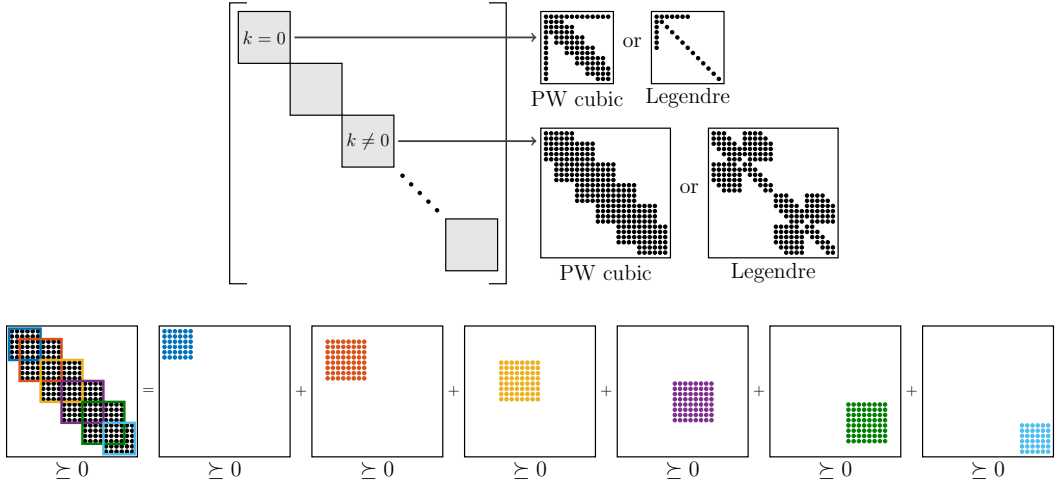 k = 0
or
PW cubic
Legendre
k ≠ 0
or
PW cubic
Legendre
= + + + + +
⪰ 0 ⪰ 0 ⪰ 0 ⪰ 0 ⪰ 0 ⪰ 0 ⪰ 0